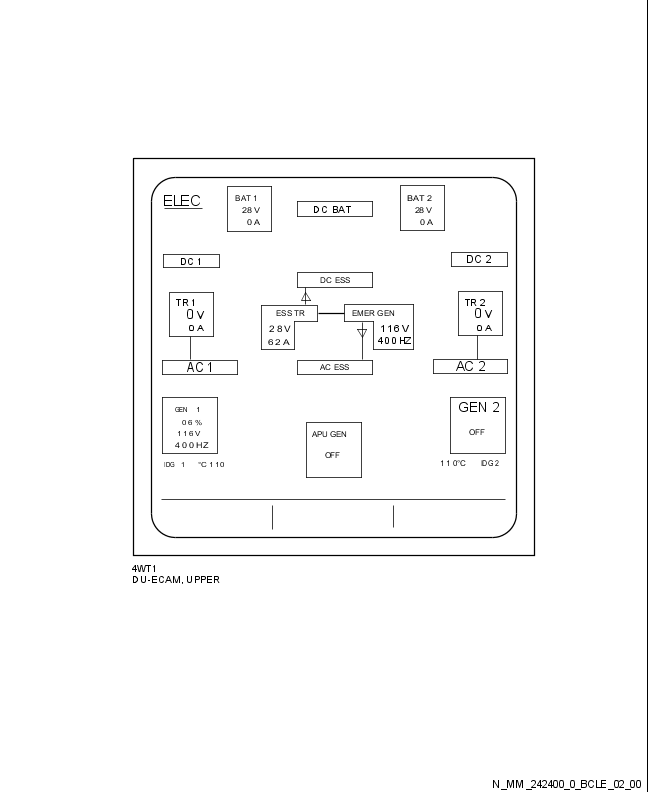 ELEC
BAT 1
28 V
0 A
DC BAT
BAT 2
28 V
0 A
DC 1
DC 2
DC ESS
TR 1
0 V
0 A
ESS TR
28 V
62 A
EMER GEN
116 V
400 HZ
TR 2
0 V
0 A
AC 1
AC ESS
AC 2
GEN 1
06 %
116 V
400 HZ
APU GEN
OFF
GEN 2
OFF
IDG 1 °C 110
110°C IDG 2
4WT1
DU-ECAM, UPPER
N_MM_242400_0_BCLE_02_00